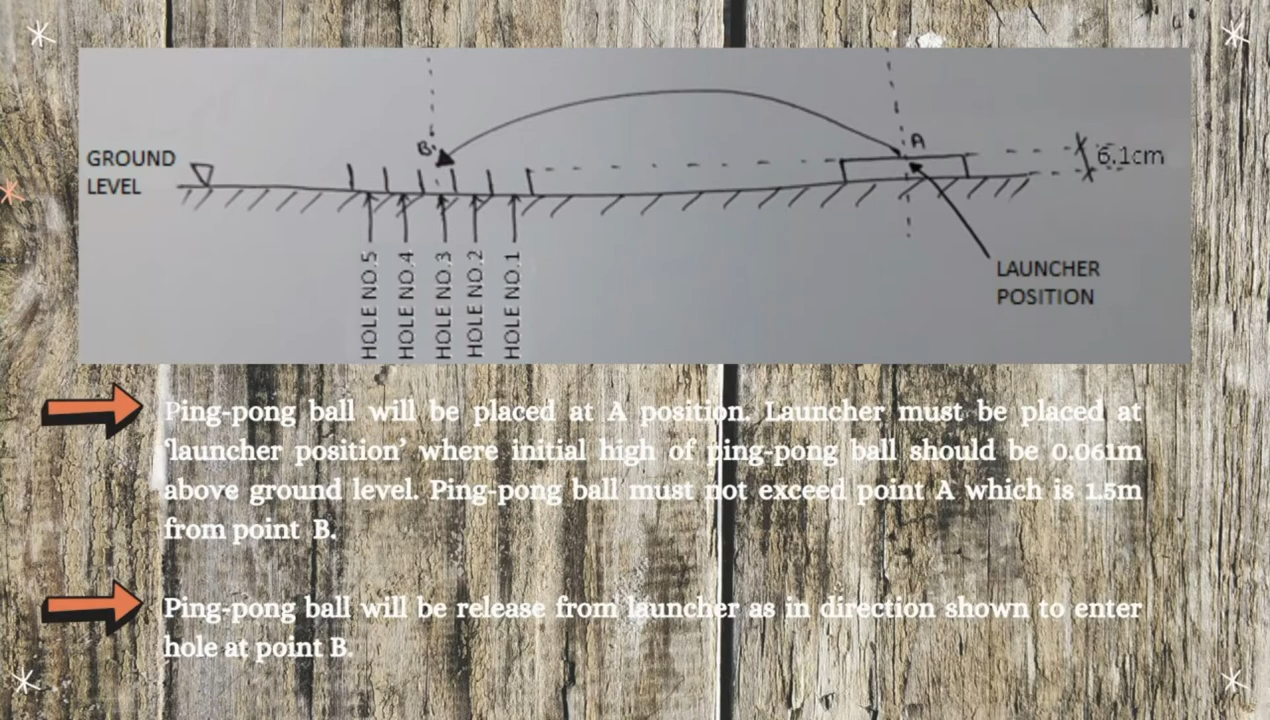 B
A
GROUND
LEVEL
6.1cm
LAUNCHER
POSITION
HOLE NO.5
HOLE NO.4
HOLE NO.3
HOLE NO.2
HOLE NO.1
Ping-pong ball will be placed at A position. Launcher must be placed at
'launcher position' where initial high of ping-pong ball should be 0.061m
above ground level. Ping-pong ball must not exceed point A which is 1.5m
from point B.
Ping-pong ball will be release from launcher as in direction shown to enter
hole at point B.